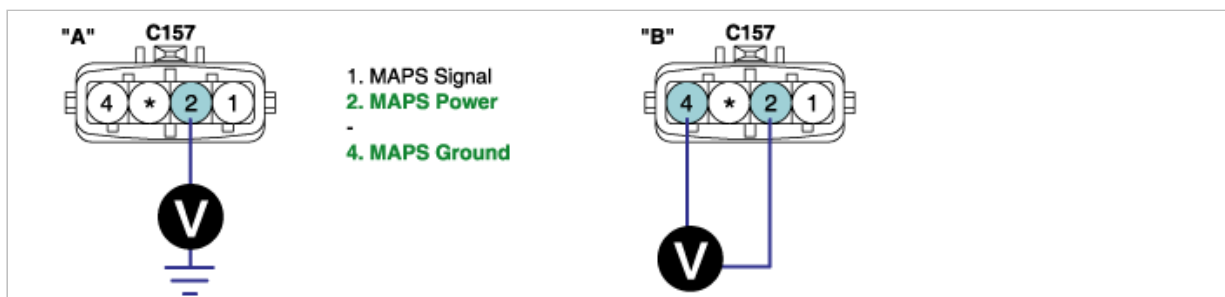 "A" C157
4 * 2 1
V
1. MAPS Signal
2. MAPS Power
-
4. MAPS Ground
"B" C157
4 * 2 1
V